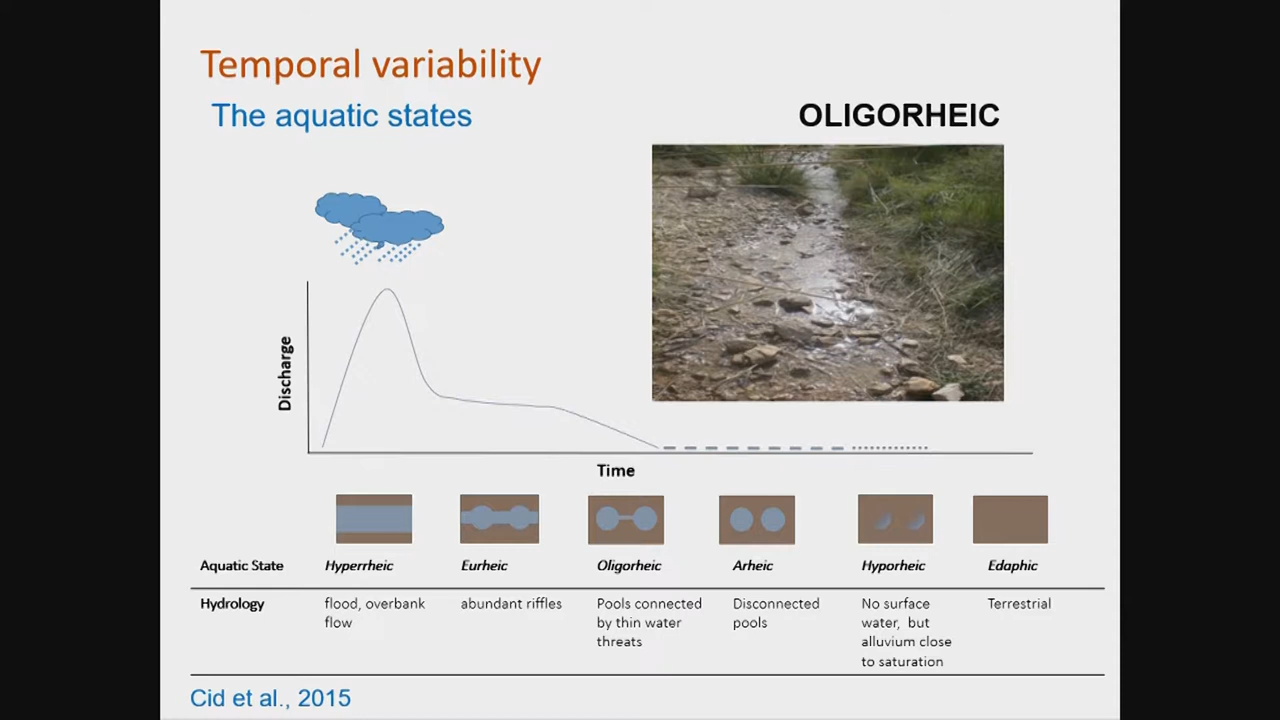 Temporal variability
The aquatic states
OLIGORHEIC
Discharge
Time
Aquatic State Hyperrheic Eurheic Oligorheic Arheic Hyporheic Edaphic
Hydrology flood, overbank flow abundant riffles Pools connected by thin water threats Disconnected pools No surface water, but alluvium close to saturation Terrestrial
Cid et al., 2015